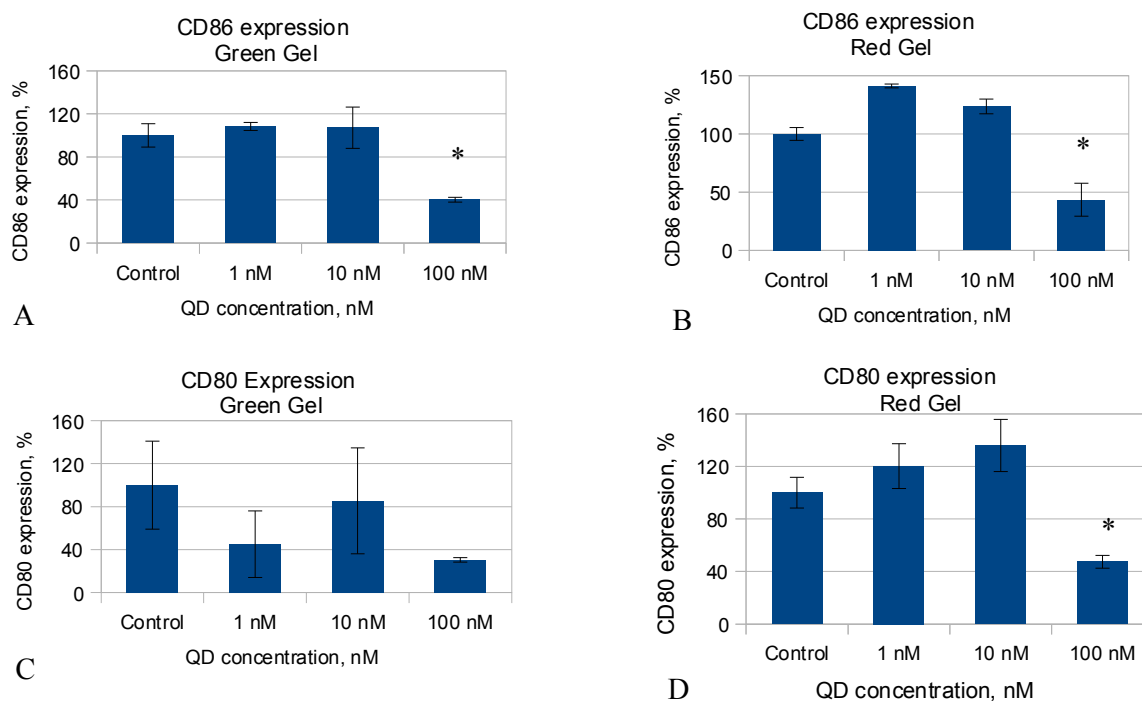 CD86 expression
Green Gel
CD86 expression, %
160
120
80
40
0
*
Control 1 nM 10 nM 100 nM
QD concentration, nM
A
CD86 expression
Red Gel
CD86 expression, %
150
100
50
0
*
Control 1 nM 10 nM 100 nM
QD concentration, nM
B
CD80 Expression
Green Gel
CD80 expression, %
160
120
80
40
0
Control 1 nM 10 nM 100 nM
QD concentration, nM
C
CD80 expression
Red Gel
CD80 expression, %
160
120
80
40
0
*
Control 1 nM 10 nM 100 nM
QD concentration, nM
D